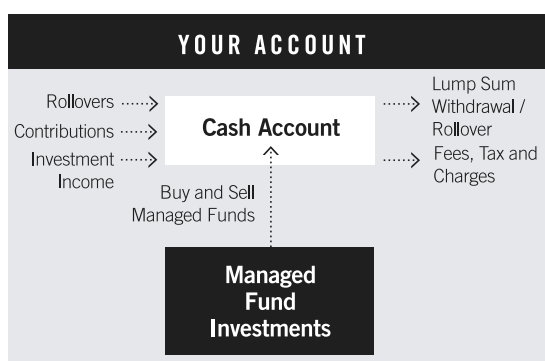 YOUR ACCOUNT
Rollovers
Contributions
Investment
Income
Cash Account
Lump Sum
Withdrawal /
Rollover
Fees, Tax and
Charges
Buy and Sell
Managed Funds
Managed
Fund
Investments